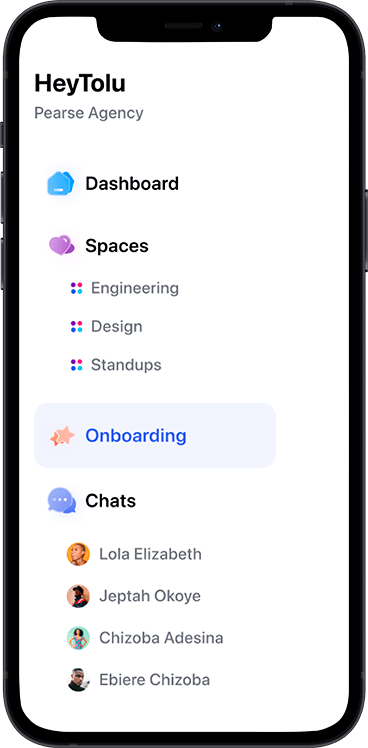 HeyTolu
Pearse Agency
Dashboard
Spaces
Engineering
Design
Standups
Onboarding
Chats
Lola Elizabeth
Jeptah Okoye
Chizoba Adesina
Ebiere Chizoba